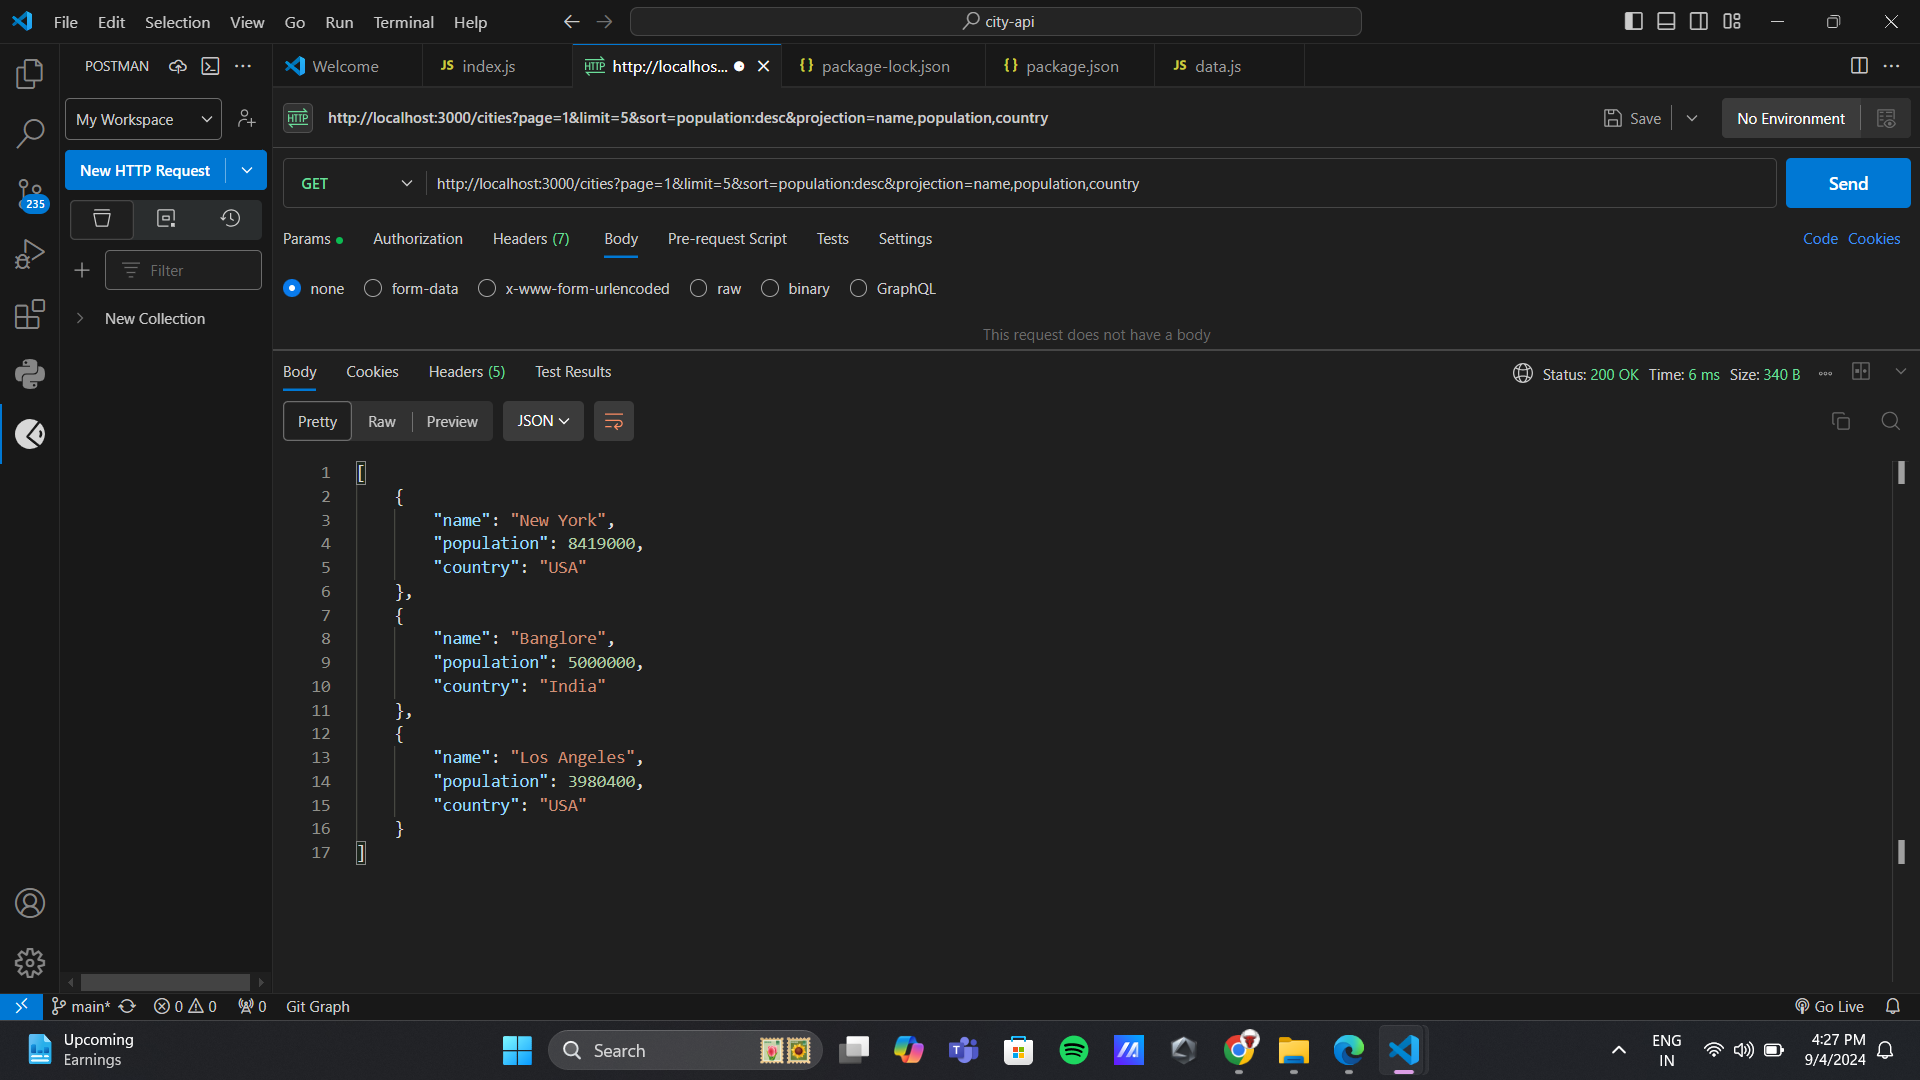 File Edit Selection View Go Run Terminal Help
city-api
POSTMAN
Welcome
JS index.js
HTTP http://localhos...
{} package-lock.json
{} package.json
JS data.js
My Workspace
HTTP http://localhost:3000/cities?page=1&limit=5&sort=population:desc&projection=name,population,country
Save
No Environment
New HTTP Request
GET
http://localhost:3000/cities?page=1&limit=5&sort=population:desc&projection=name,population,country
Send
235
Params
Authorization
Headers (7)
Body
Pre-request Script
Tests
Settings
Code Cookies
Filter
none
form-data
x-www-form-urlencoded
raw
binary
GraphQL
New Collection
This request does not have a body
Body
Cookies
Headers (5)
Test Results
Status: 200 OK Time: 6 ms Size: 340 B
Pretty
Raw
Preview
JSON
1 [
2 {
3 "name": "New York",
4 "population": 8419000,
5 "country": "USA"
6 },
7 {
8 "name": "Banglore",
9 "population": 5000000,
10 "country": "India"
11 },
12 {
13 "name": "Los Angeles",
14 "population": 3980400,
15 "country": "USA"
16 }
17 ]
main* 0 0 0 Git Graph
Go Live
Upcoming
Earnings
Search
ENG
IN
4:27 PM
9/4/2024